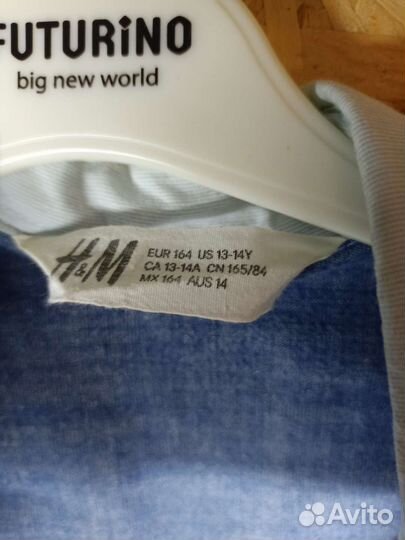 FUTURINO
big new world
H&M
EUR 164 US 13-14Y
CA 13-14A CN 165/84
MX 164 AUS 14
Avito